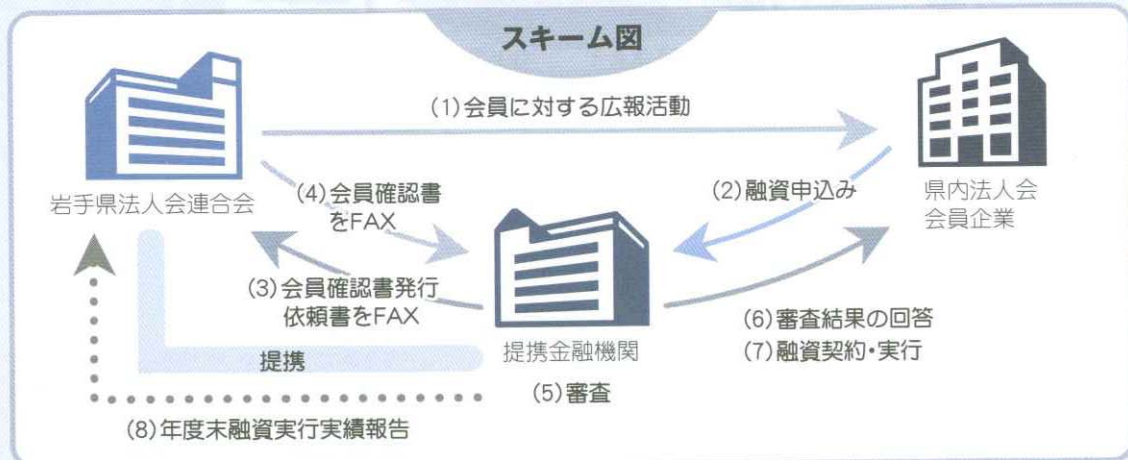 スキーム図
(1)会員に対する広報活動
岩手県法人会連合会
県内法人会
会員企業
(2)融資申込み
(4)会員確認書
をFAX
(3)会員確認書発行
依頼書をFAX
提携金融機関
(5)審査
(6)審査結果の回答
(7)融資契約・実行
提携
(8)年度末融資実行実績報告